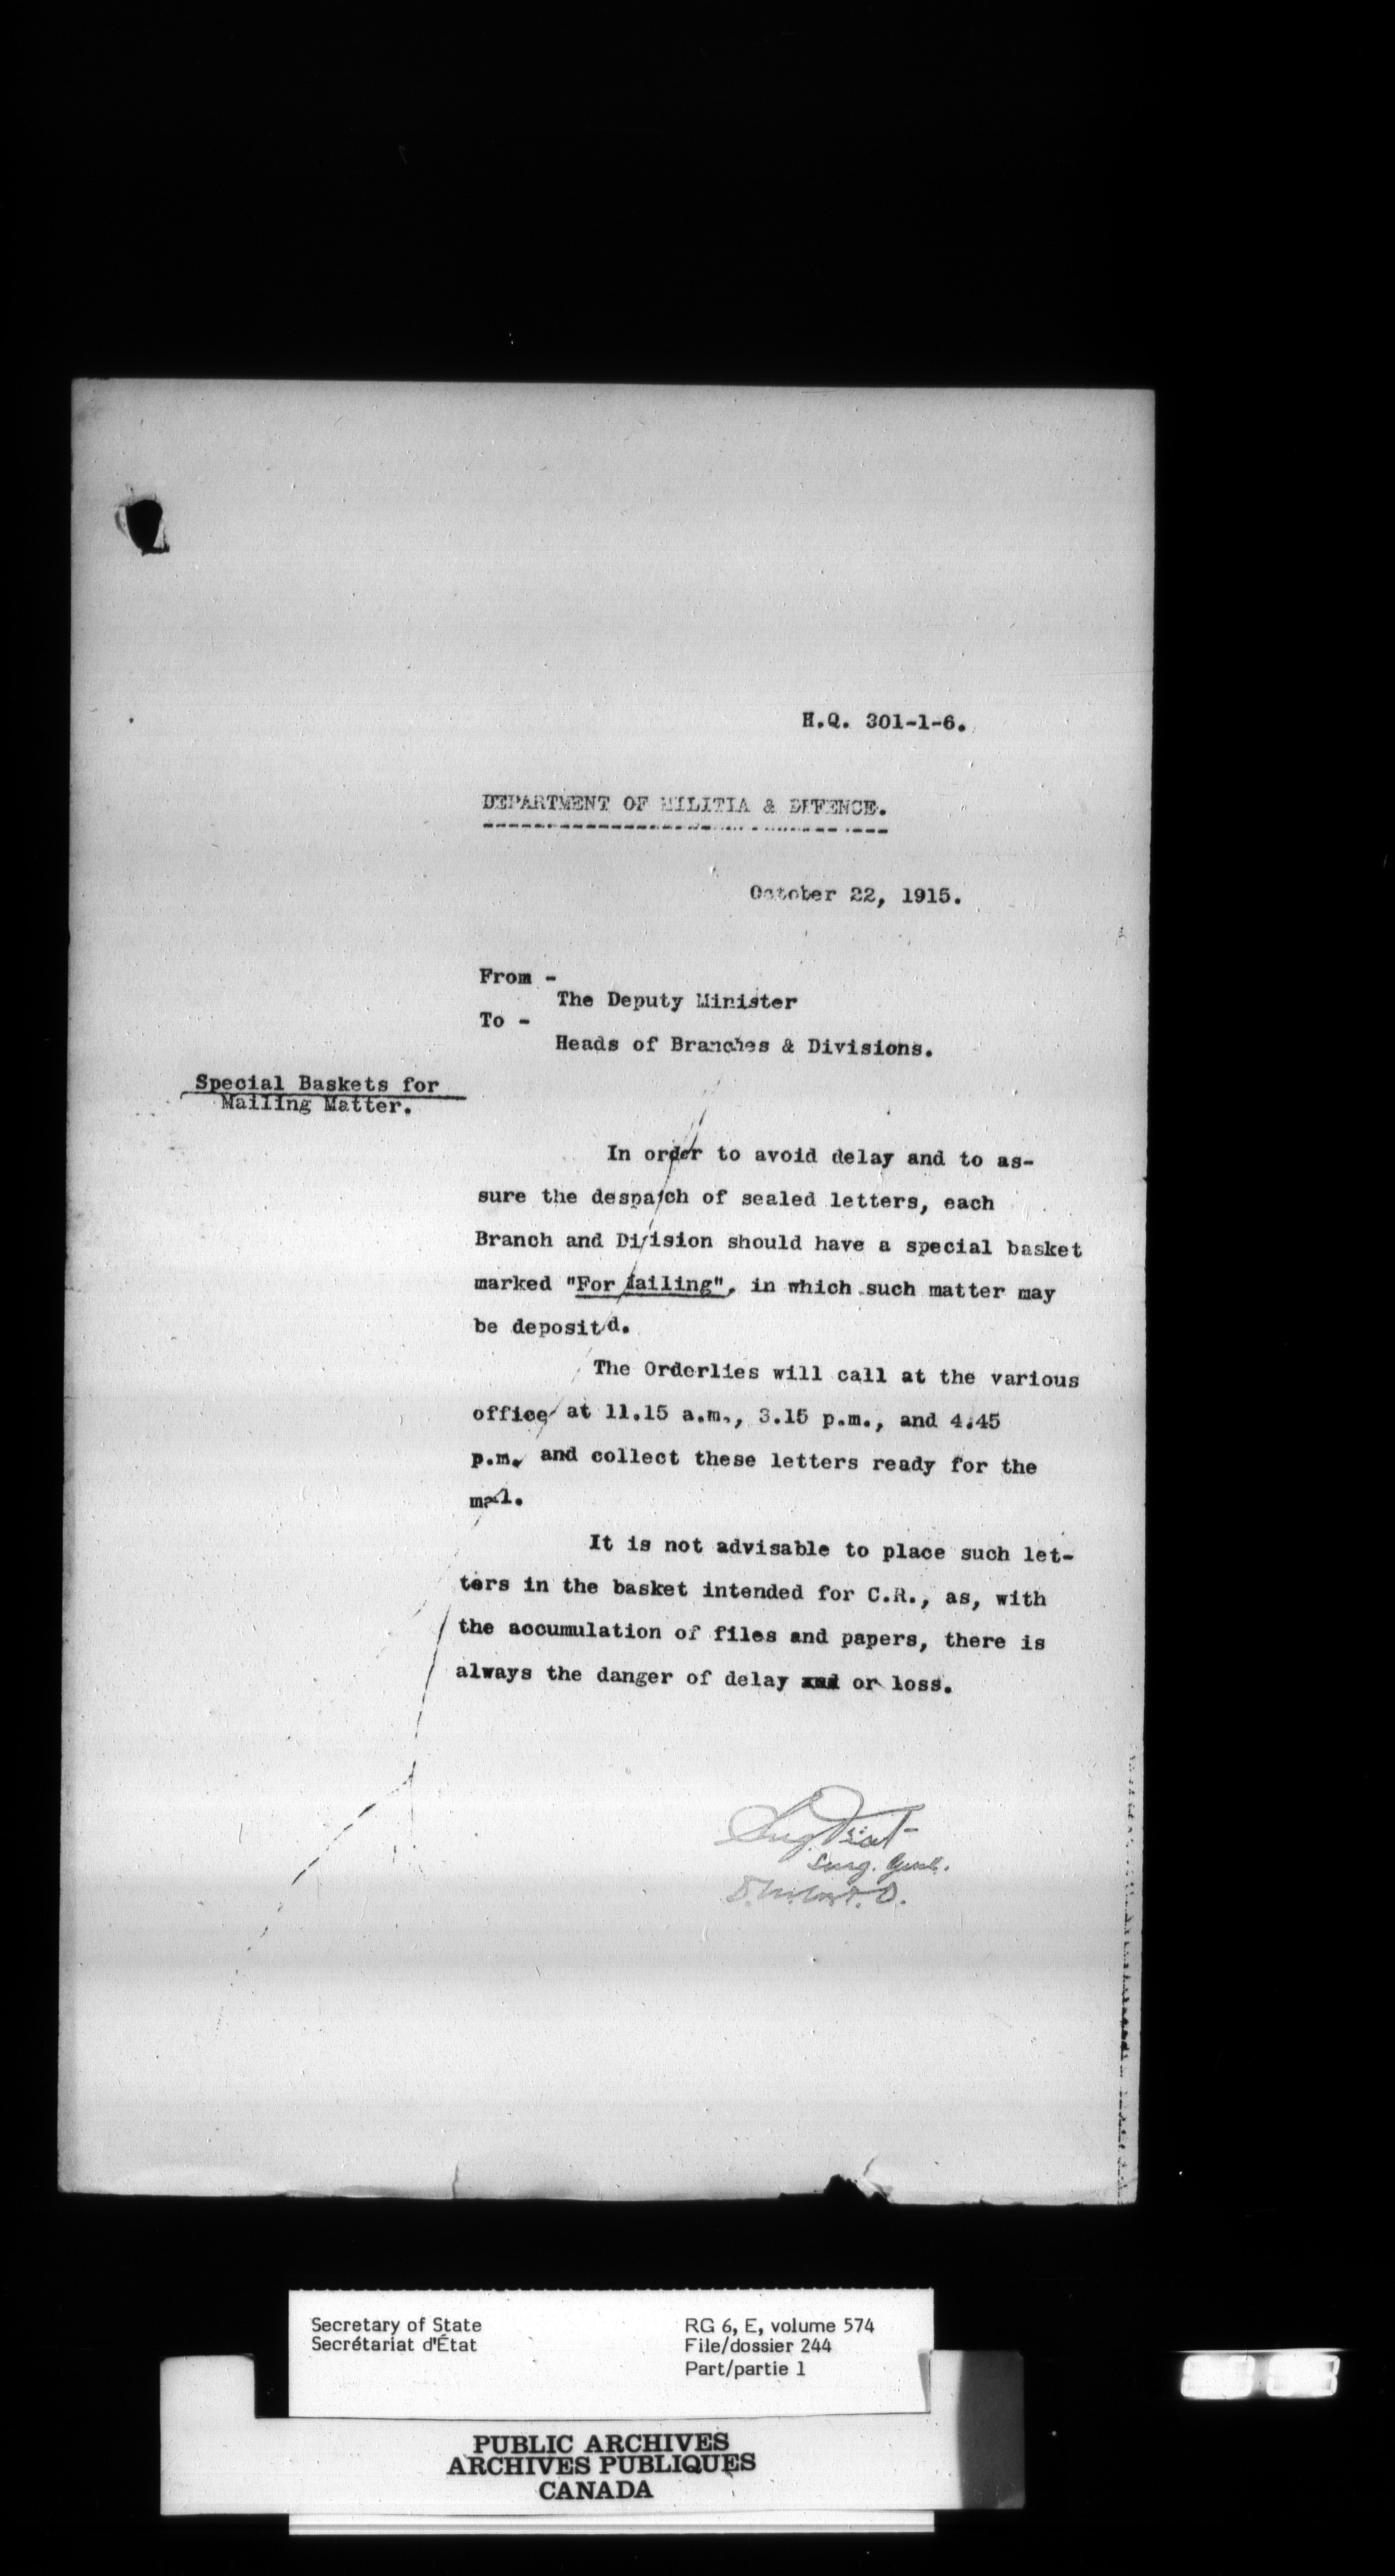 H.Q. 301-1-6.
DEPARTMENT OF MILITIA & DEFENCE.
October 22, 1915.
From -
The Deputy Minister
To -
Heads of Branches & Divisions.
Special Baskets for
Mailing Matter.
In order to avoid delay and to as-
sure the despatch of sealed letters, each
Branch and Division should have a special basket
marked "For Mailing", in which such matter may
be deposited.
The Orderlies will call at the various
offices at 11.15 a.m., 3.15 p.m., and 4.45
p.m. and collect these letters ready for the
mail.
It is not advisable to place such let-
ters in the basket intended for C.R., as, with
the accumulation of files and papers, there is
always the danger of delay and or loss.
Surg. Genl.
Secretary of State
Secrétariat d'État
RG 6, E, volume 574
File/dossier 244
Part/partie 1
PUBLIC ARCHIVES
ARCHIVES PUBLIQUES
CANADA